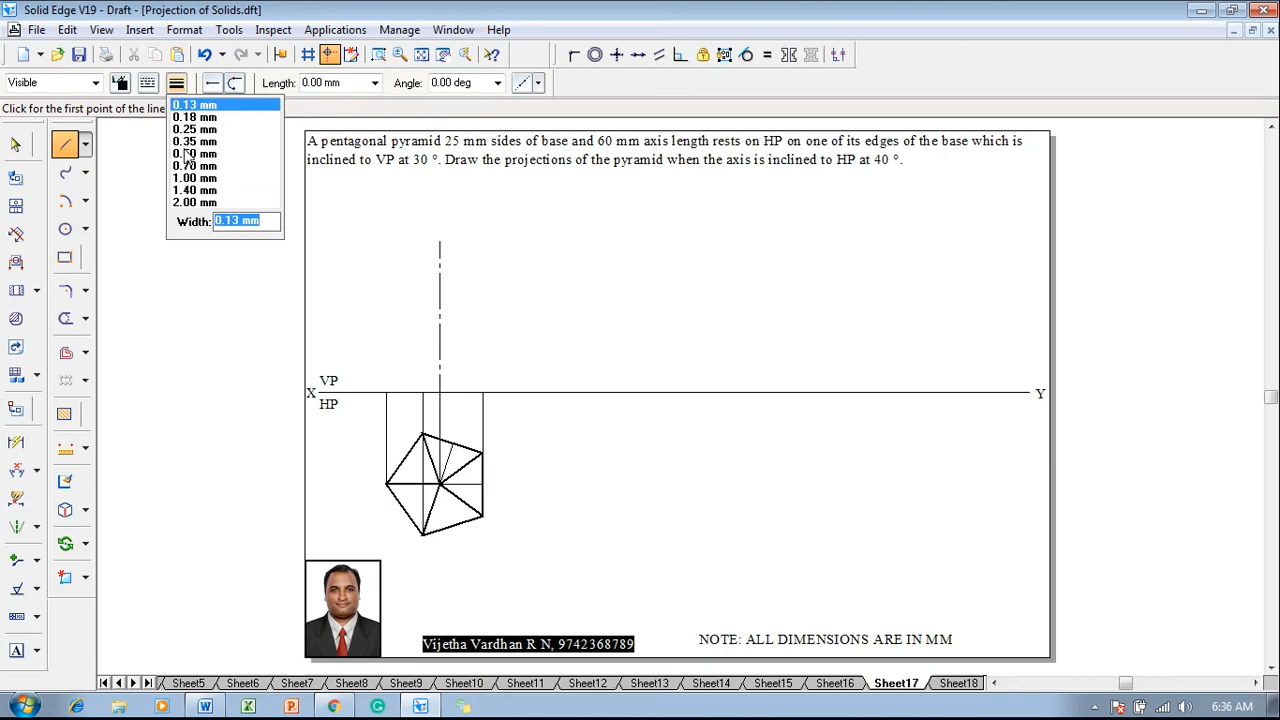 Solid Edge V19 - Draft - [Projection of Solids.dft]
File Edit View Insert Format Tools Inspect Applications Manage Window Help
Visible Length: 0.00 mm Angle: 0.00 deg
Click for the first point of the line
0.13 mm
0.18 mm
0.25 mm
0.35 mm
mm
0.70 mm
1.00 mm
1.40 mm
2.00 mm
Width: 0.13 mm
A pentagonal pyramid 25 mm sides of base and 60 mm axis length rests on HP on one of its edges of the base which is
inclined to VP at 30 °. Draw the projections of the pyramid when the axis is inclined to HP at 40 °.
VP
X Y
HP
Vijetha Vardhan R N, 9742368789
NOTE: ALL DIMENSIONS ARE IN MM
Sheet5 Sheet6 Sheet7 Sheet8 Sheet9 Sheet10 Sheet11 Sheet12 Sheet13 Sheet14 Sheet15 Sheet16 Sheet17 Sheet18
6:36 AM